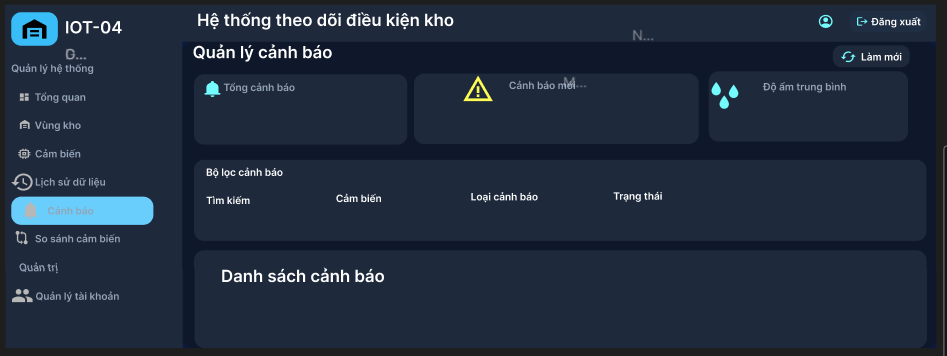 IOT-04
Hệ thống theo dõi điều kiện kho
Đăng xuất
G...
N...
Quản lý hệ thống
Tổng quan
Vùng kho
Cảm biến
Lịch sử dữ liệu
Cảnh báo
So sánh cảm biến
Quản trị
Quản lý tài khoản
Quản lý cảnh báo
Làm mới
Tổng cảnh báo
Cảnh báo mới
M...
Độ ẩm trung bình
Bộ lọc cảnh báo
Tìm kiếm
Cảm biến
Loại cảnh báo
Trạng thái
Danh sách cảnh báo